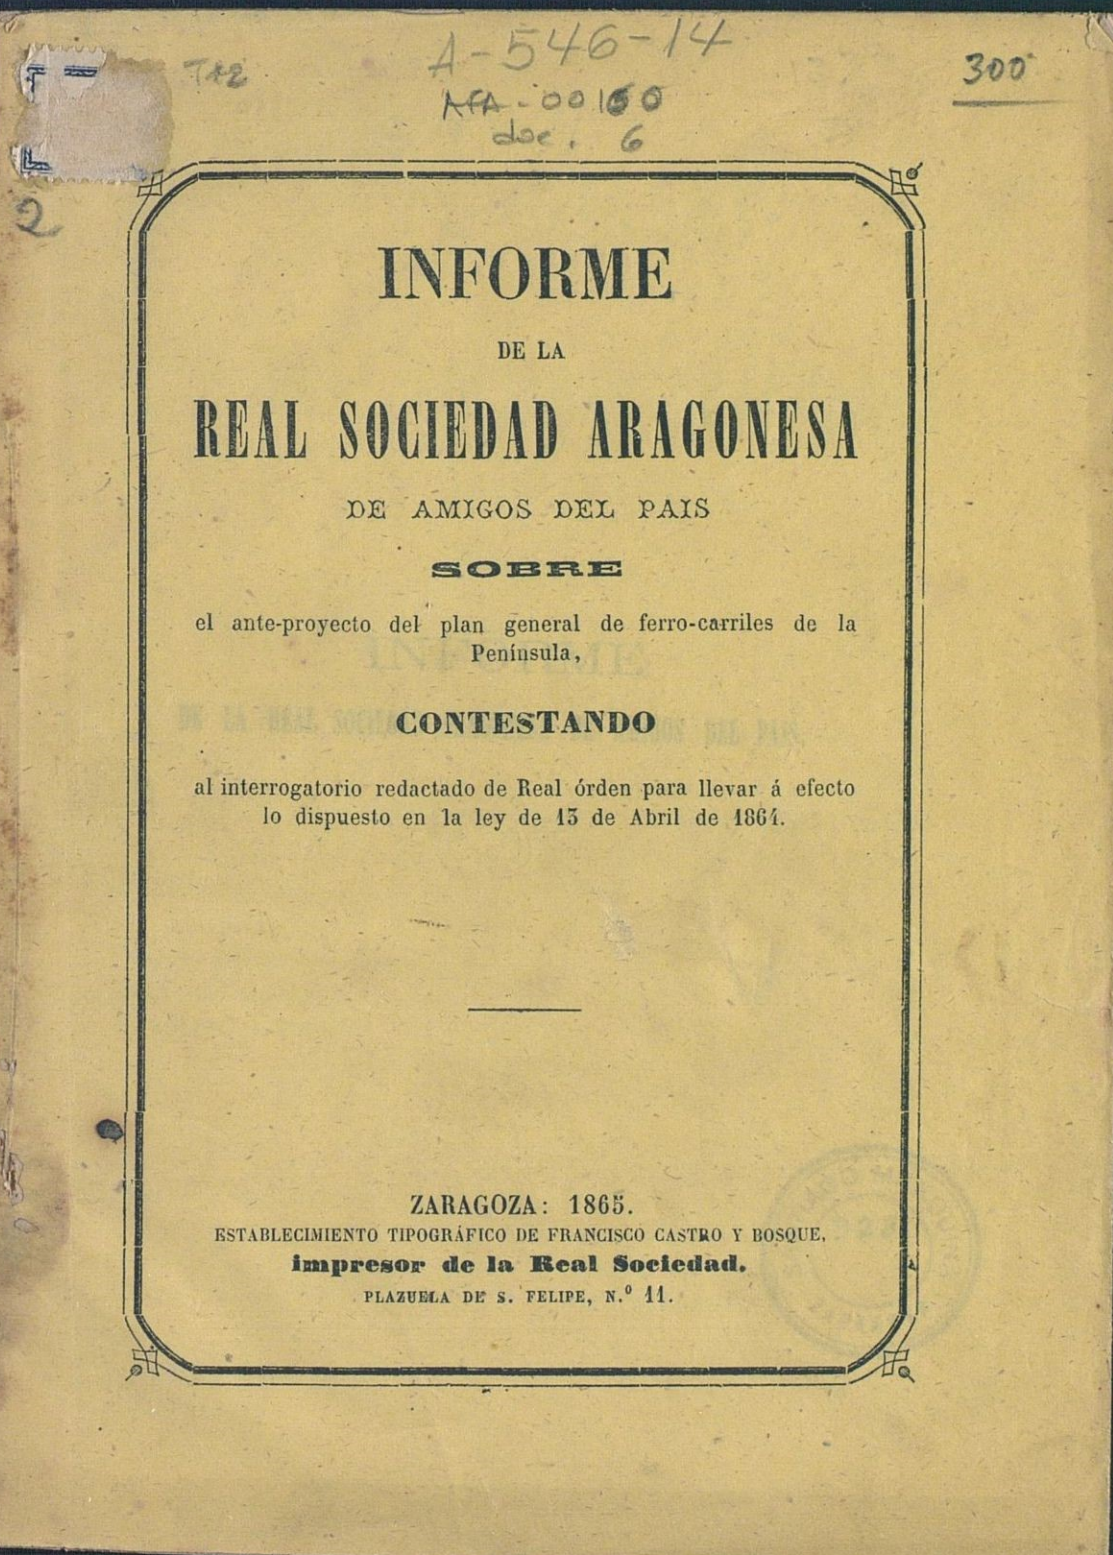 A-546-14
300
AFA-00160
doc. 6
2
INFORME
DE LA
REAL SOCIEDAD ARAGONESA
DE AMIGOS DEL PAIS
SOBRE
el ante-proyecto del plan general de ferro-carriles de la
Península,
CONTESTANDO
al interrogatorio redactado de Real órden para llevar á efecto
lo dispuesto en la ley de 13 de Abril de 1864.
ZARAGOZA: 1865.
ESTABLECIMIENTO TIPOGRÁFICO DE FRANCISCO CASTRO Y BOSQUE,
impresor de la Real Sociedad.
PLAZUELA DE S. FELIPE, N.º 11.